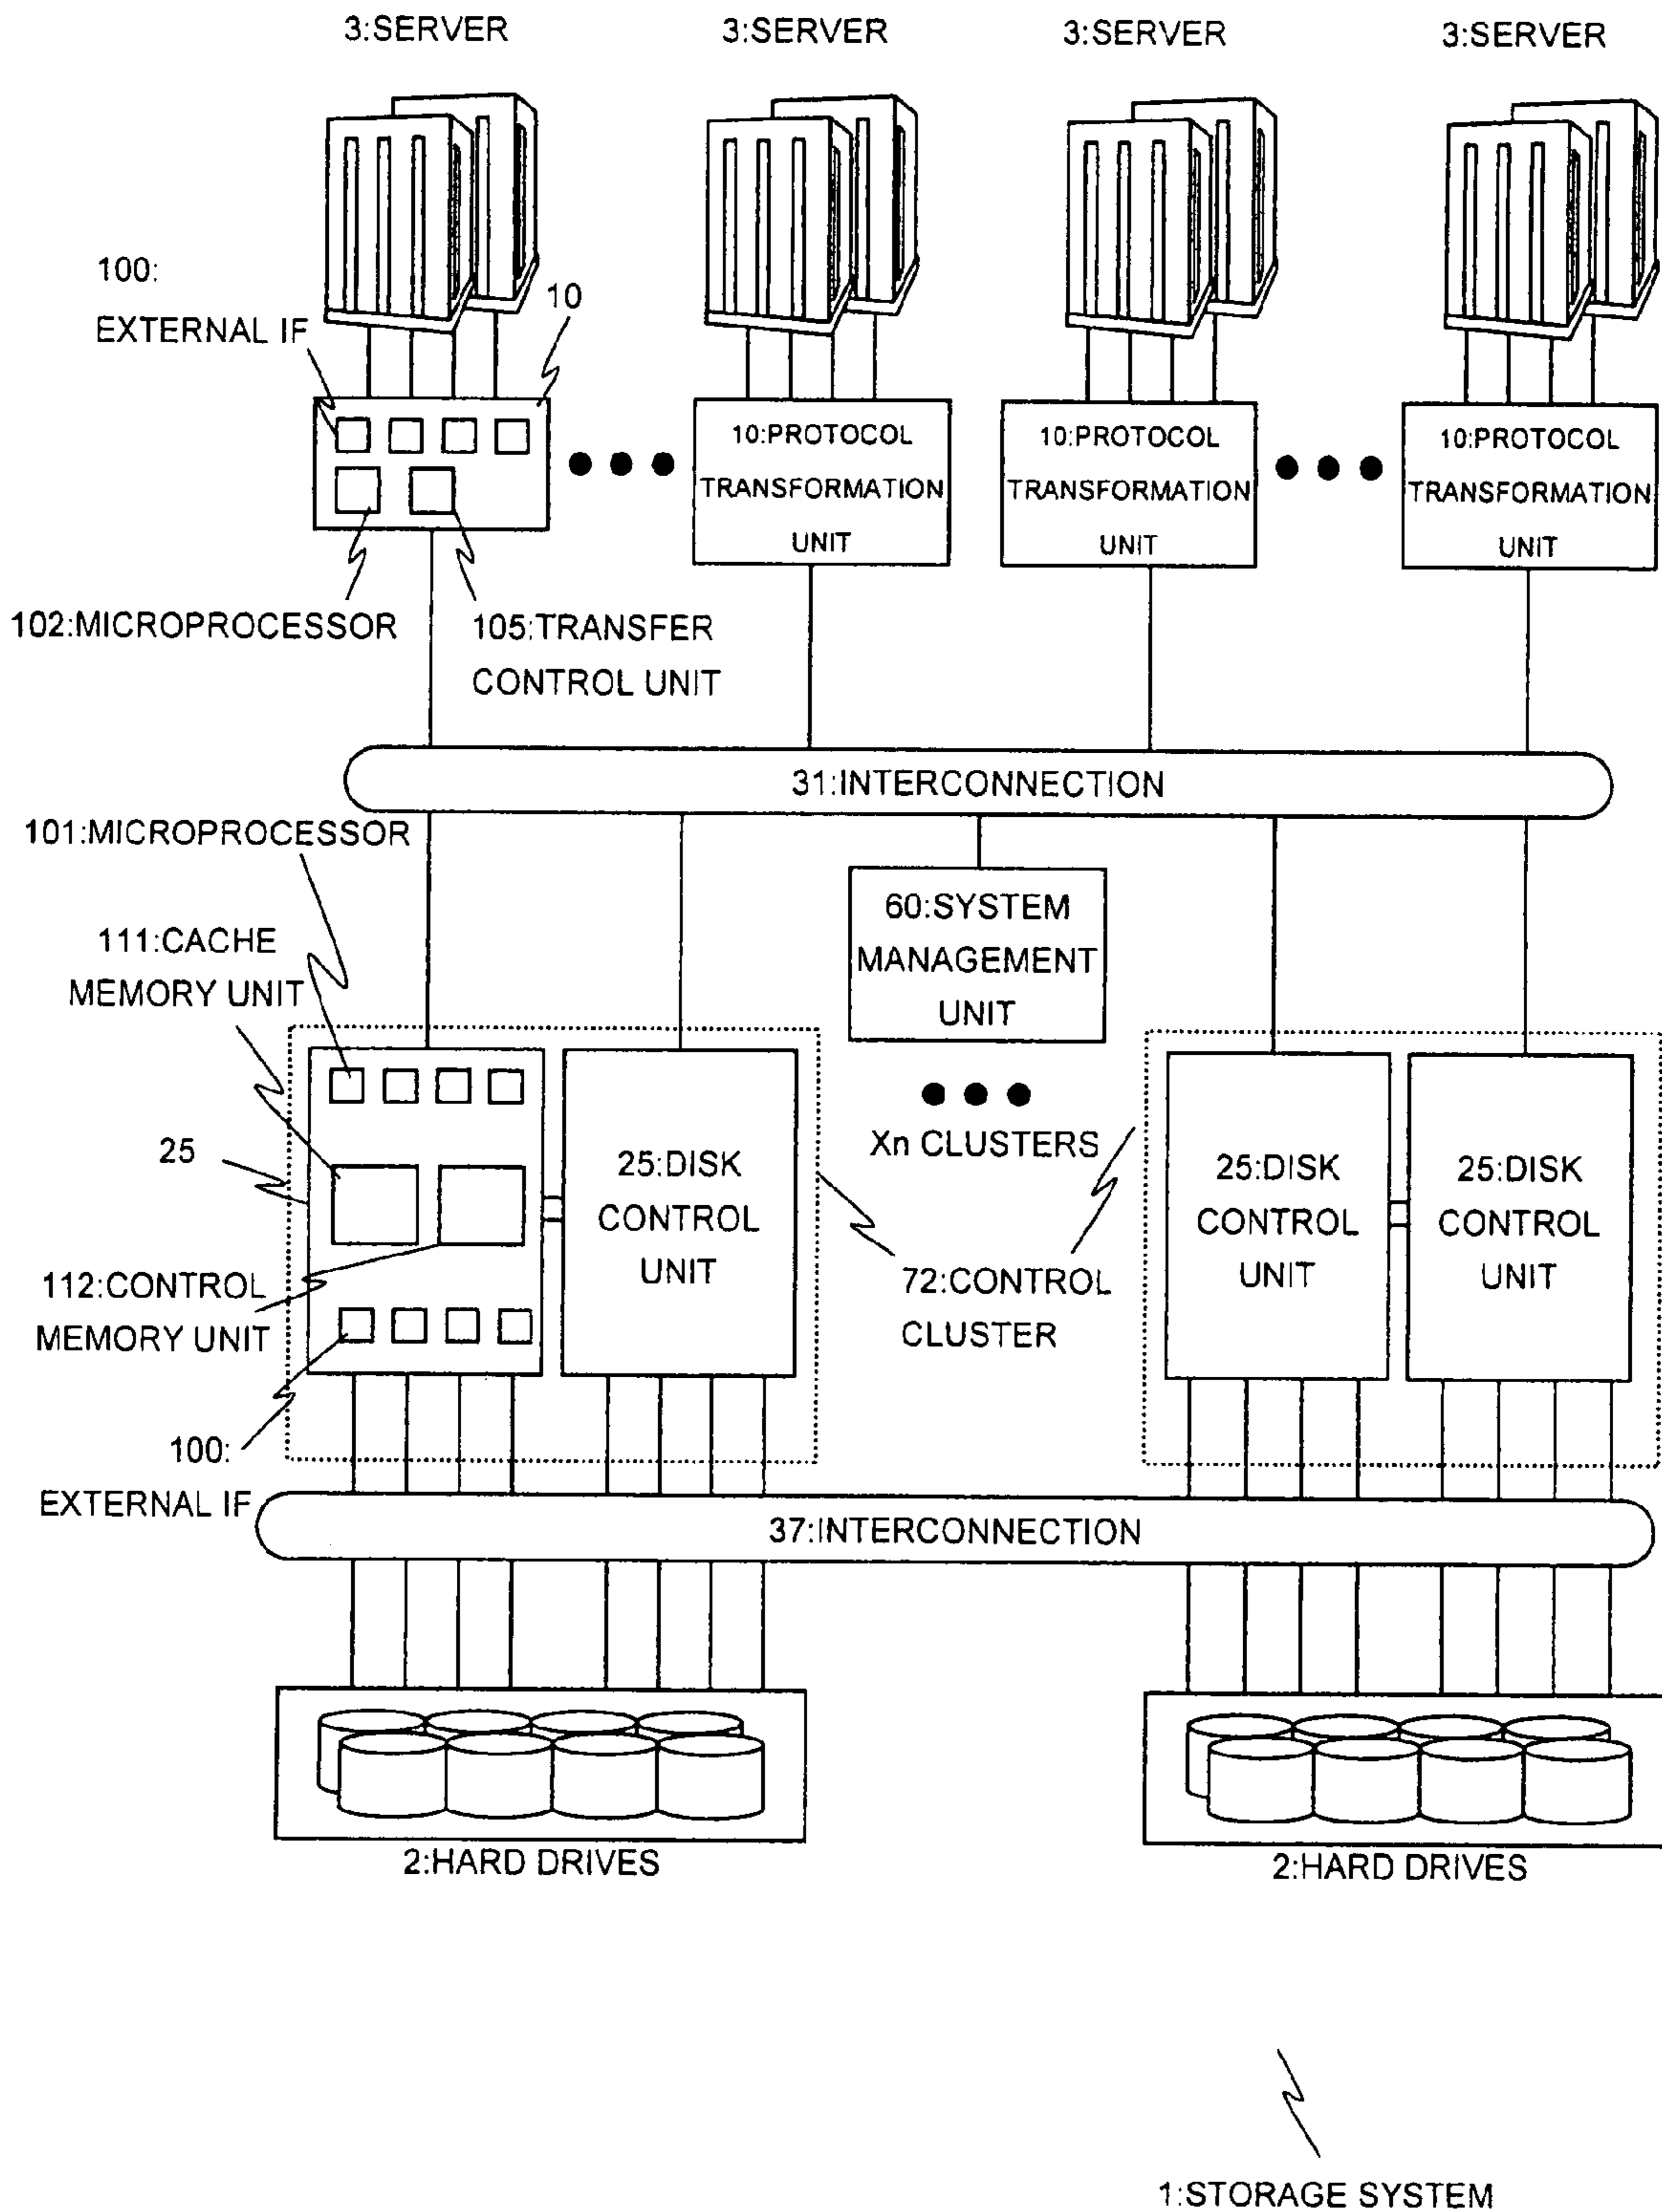 3:SERVER
3:SERVER
3:SERVER
3:SERVER
100:
EXTERNAL IF
10
10:PROTOCOL
TRANSFORMATION
UNIT
10:PROTOCOL
TRANSFORMATION
UNIT
10:PROTOCOL
TRANSFORMATION
UNIT
102:MICROPROCESSOR
105:TRANSFER
CONTROL UNIT
31:INTERCONNECTION
101:MICROPROCESSOR
60:SYSTEM
MANAGEMENT
UNIT
111:CACHE
MEMORY UNIT
Xn CLUSTERS
25
25:DISK
CONTROL
UNIT
25:DISK
CONTROL
UNIT
25:DISK
CONTROL
UNIT
72:CONTROL
CLUSTER
112:CONTROL
MEMORY UNIT
100:
EXTERNAL IF
37:INTERCONNECTION
2:HARD DRIVES
2:HARD DRIVES
1:STORAGE SYSTEM